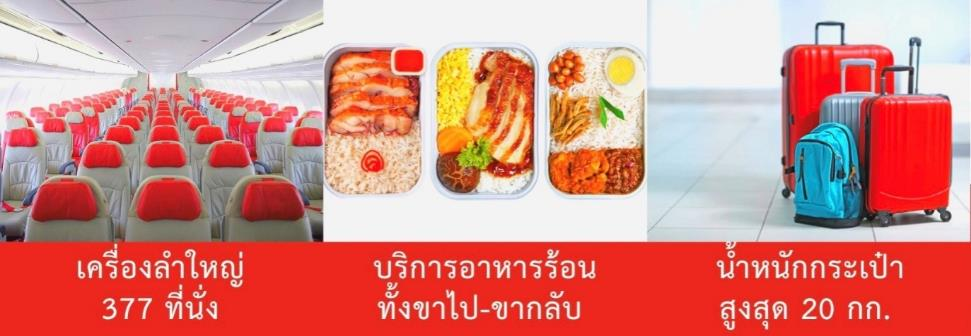 เครื่องลำใหญ่
377 ที่นั่ง
บริการอาหารร้อน
ทั้งขาไป-ขากลับ
น้ำหนักกระเป๋า
สูงสุด 20 กก.